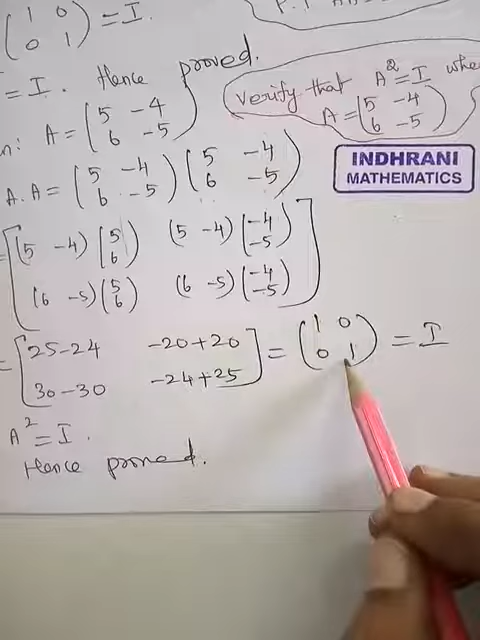 (1 0
0 1) = I.
= I. Hence proved.
Verify that A² = I whe
A = (5 -4
6 -5)
n: A = (5 -4
6 -5)
INDHRANI
MATHEMATICS
A.A = (5 -4
6 -5) (5 -4
6 -5)
= [(5 -4) (5
6) (5 -4) (-4
-5)
(6 -5) (5
6) (6 -5) (-4
-5)]
= [25-24 -20+20
30-30 -24+25] = (1 0
0 1) = I
A² = I.
Hence proved.